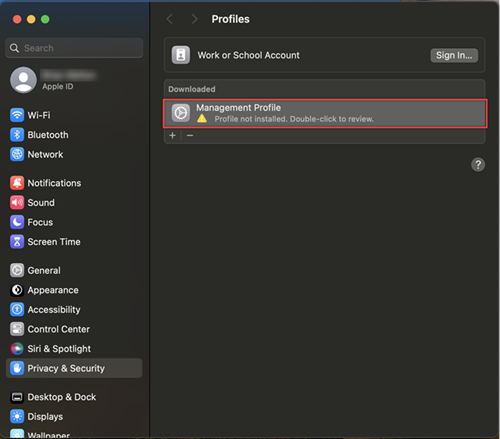 Profiles
Search
Apple ID
Wi-Fi
Bluetooth
Network
Notifications
Sound
Focus
Screen Time
General
Appearance
Accessibility
Control Center
Siri & Spotlight
Privacy & Security
Desktop & Dock
Displays
Wallpaper
Work or School Account
Sign In...
Downloaded
Management Profile
Profile not installed. Double-click to review.
+ −
?